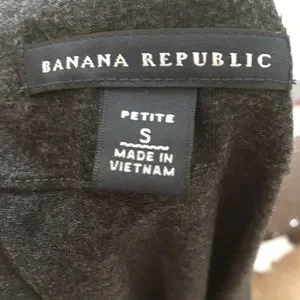 BANANA REPUBLIC
PETITE
S
MADE IN
VIETNAM